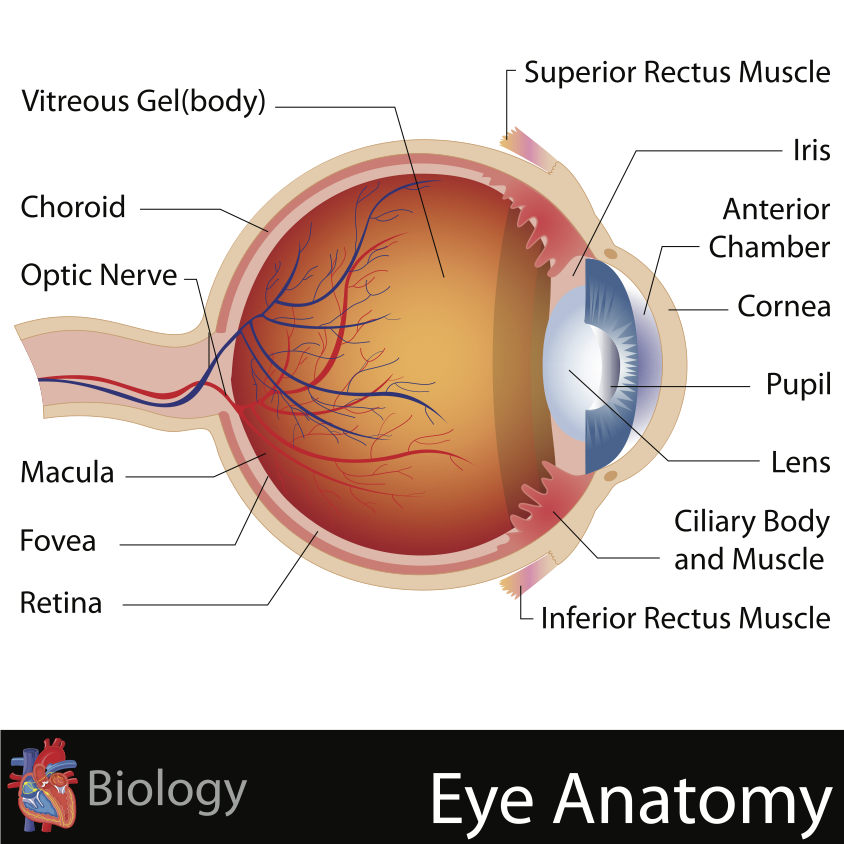 Superior Rectus Muscle
Vitreous Gel(body)
Iris
Choroid
Anterior
Chamber
Optic Nerve
Cornea
Pupil
Macula
Lens
Ciliary Body
and Muscle
Fovea
Retina
Inferior Rectus Muscle
Biology
Eye Anatomy